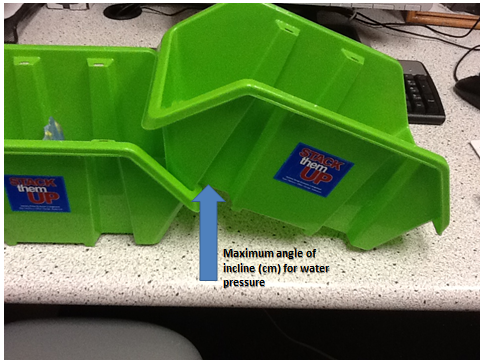 STACK
them
UP
STACK
them
UP
Maximum angle of
incline (cm) for water
pressure